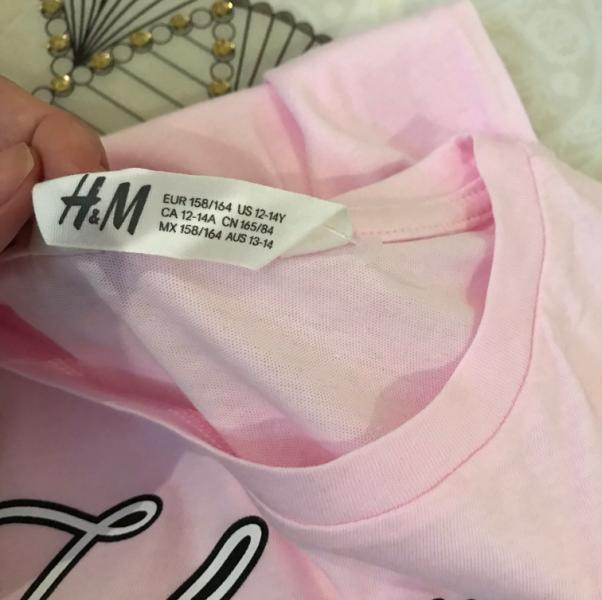 H&M
EUR 158/164 US 12-14Y
CA 12-14A CN 165/84
MX 158/164 AUS 13-14